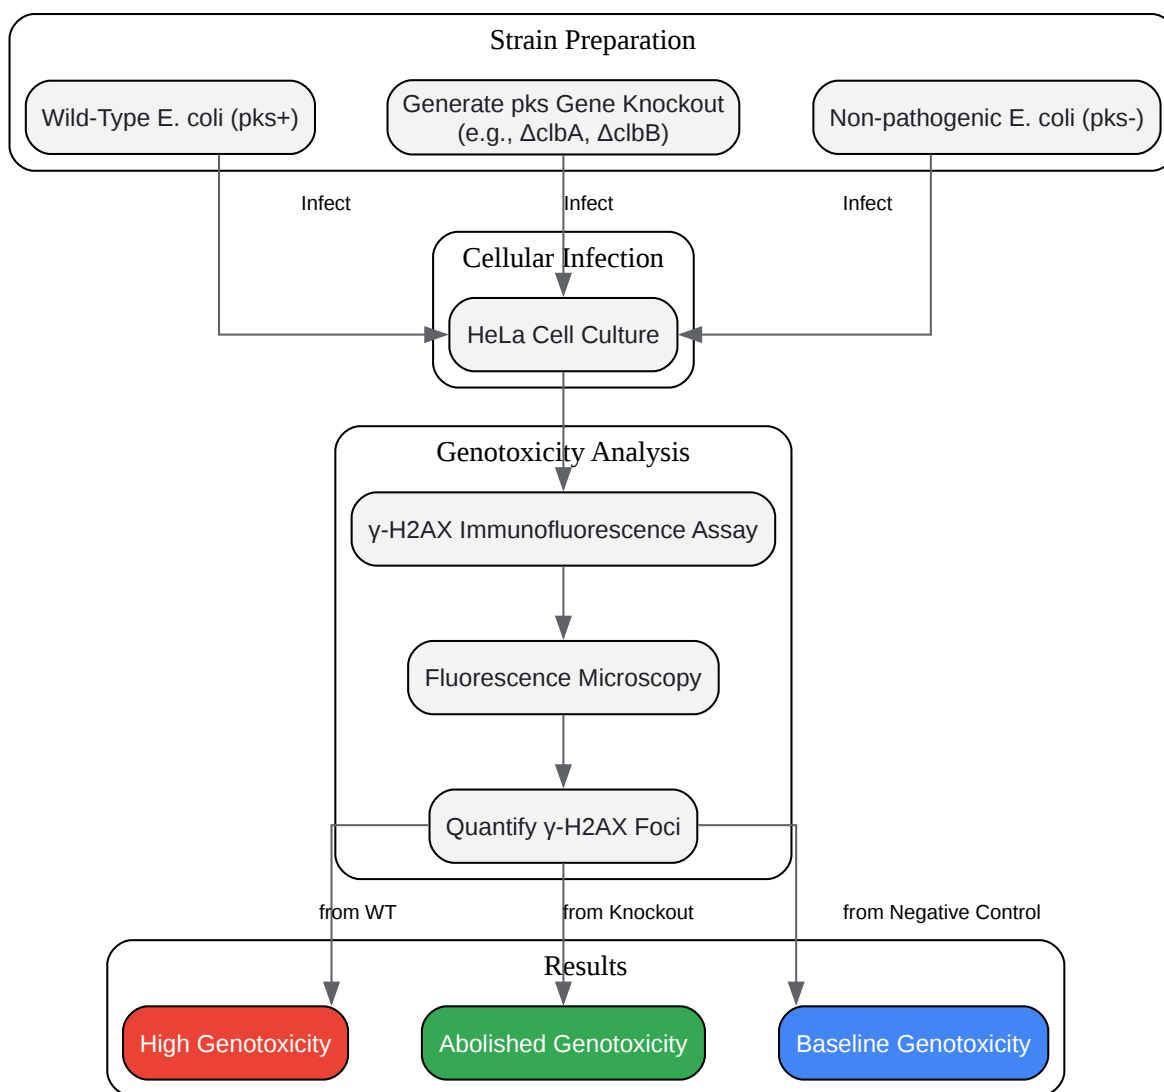 Strain Preparation
Wild-Type E. coli (pks+)
Generate pks Gene Knockout
(e.g., ΔclbA, ΔclbB)
Non-pathogenic E. coli (pks-)
Infect
Infect
Infect
Cellular Infection
HeLa Cell Culture
Genotoxicity Analysis
γ-H2AX Immunofluorescence Assay
Fluorescence Microscopy
Quantify γ-H2AX Foci
from WT
from Knockout
from Negative Control
Results
High Genotoxicity
Abolished Genotoxicity
Baseline Genotoxicity